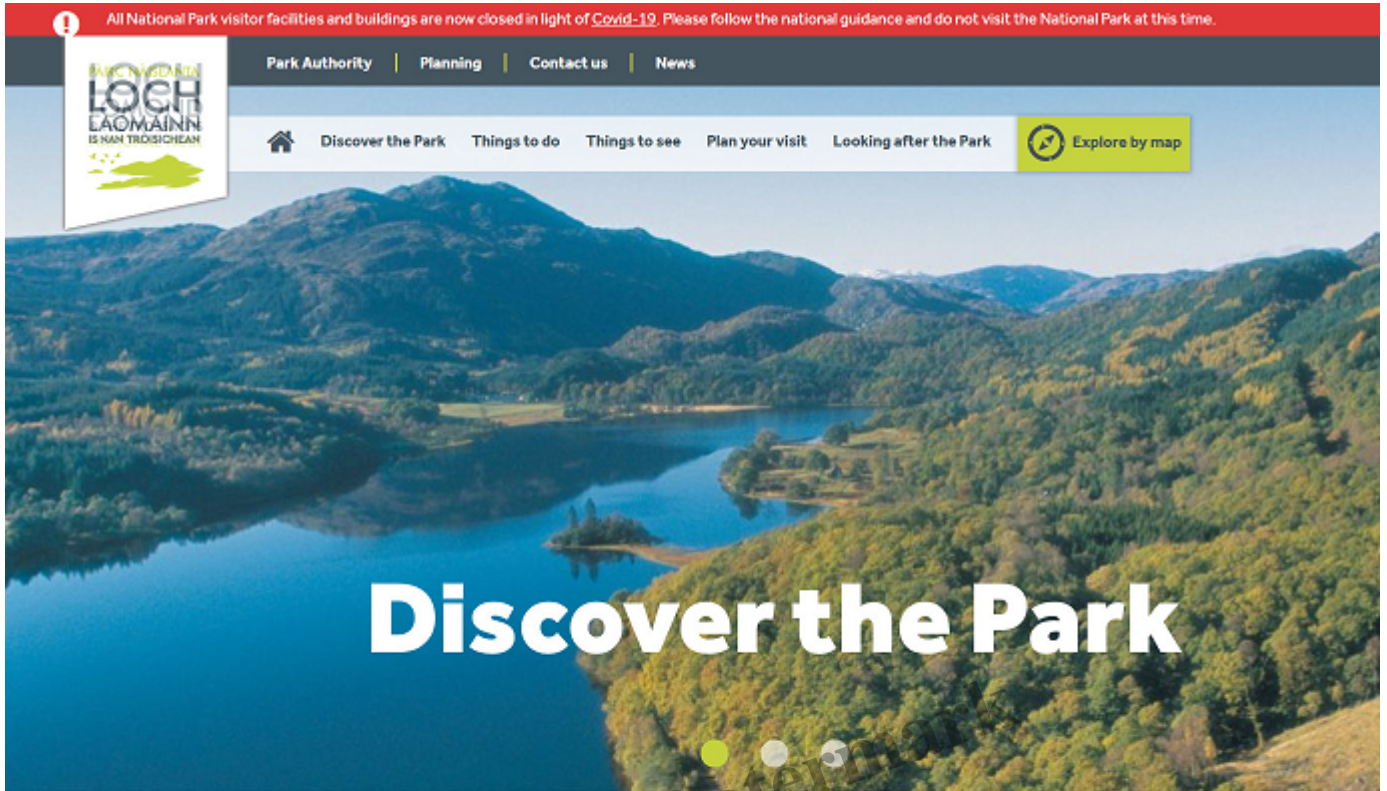 All National Park visitor facilities and buildings are now closed in light of Covid-19. Please follow the national guidance and do not visit the National Park at this time.
Park Authority | Planning | Contact us | News
LOCH
LAOMAINN
IS NAN TRÒISICHEAN
Discover the Park Things to do Things to see Plan your visit Looking after the Park Explore by map
Discover the Park